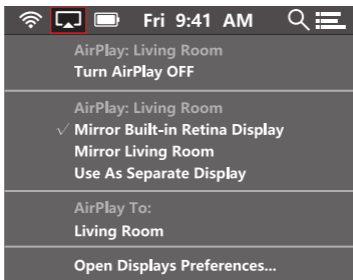 Fri 9:41 AM
AirPlay: Living Room
Turn AirPlay OFF
AirPlay: Living Room
✓ Mirror Built-in Retina Display
Mirror Living Room
Use As Separate Display
AirPlay To:
Living Room
Open Displays Preferences...